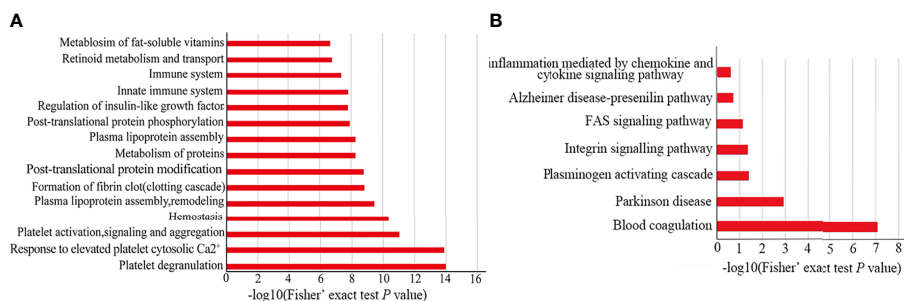 A
Metablosim of fat-soluble vitamins
Retinoid metabolism and transport
Immune system
Innate immune system
Regulation of insulin-like growth factor.
Post-translational protein phosphorylation
Plasma lipoprotein assembly
Metabolism of proteins
Post-translational protein modification
Formation of fibrin clot(clotting cascade)
Plasma lipoprotein assembly,remodeling
Hemostasis
Platelet activation,signaling and aggregation
Response to elevated platelet cytosolic Ca2+
Platelet degranulation
0 2 4 6 8 10 12 14 16
-log10(Fisher' exact test P value)
B
inflammation mediated by chemokine and
cytokine signaling pathway
Alzheimer disease-presenilin pathway
FAS signaling pathway
Integrin signalling pathway
Plasminogen activating cascade
Parkinson disease
Blood coagulation
0 1 2 3 4 5 6 7 8
-log10(Fisher' exact test P value)